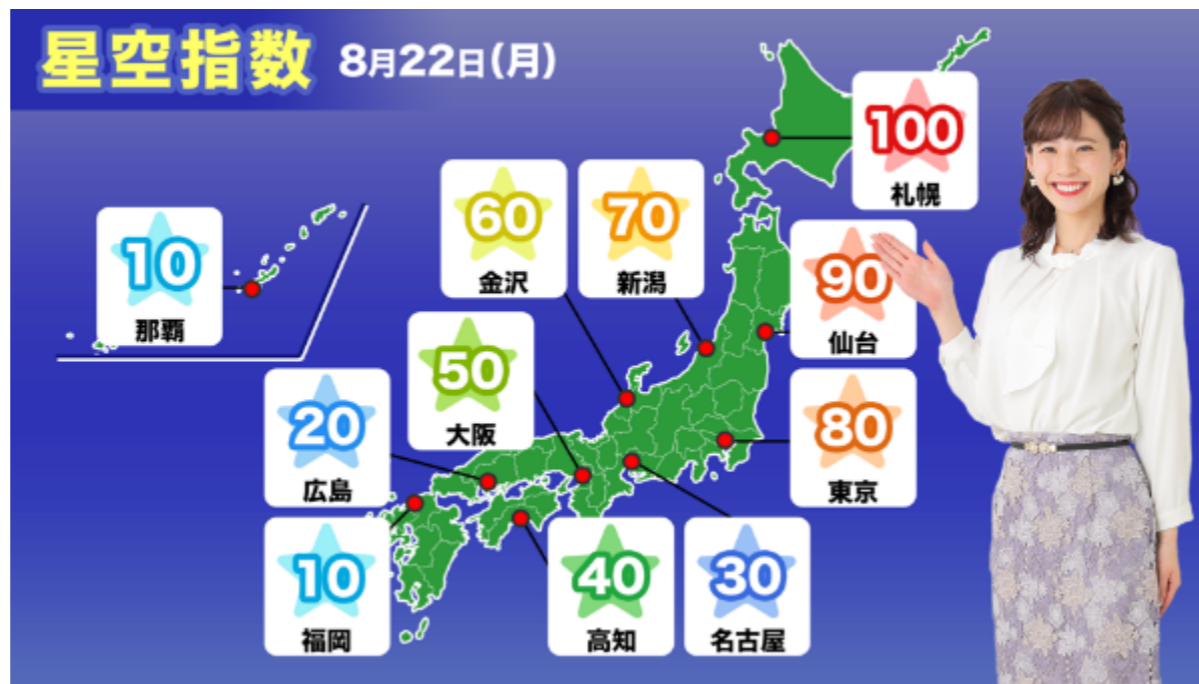 星空指数 8月22日(月)
100
札幌
60
金沢
70
新潟
90
仙台
10
那覇
50
大阪
20
広島
80
東京
10
福岡
40
高知
30
名古屋